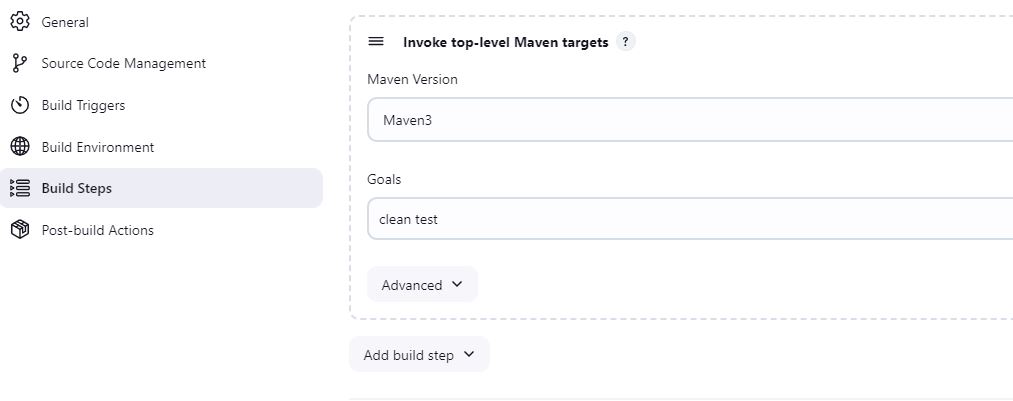 General
Source Code Management
Build Triggers
Build Environment
Build Steps
Post-build Actions
Invoke top-level Maven targets ?
Maven Version
Maven3
Goals
clean test
Advanced
Add build step